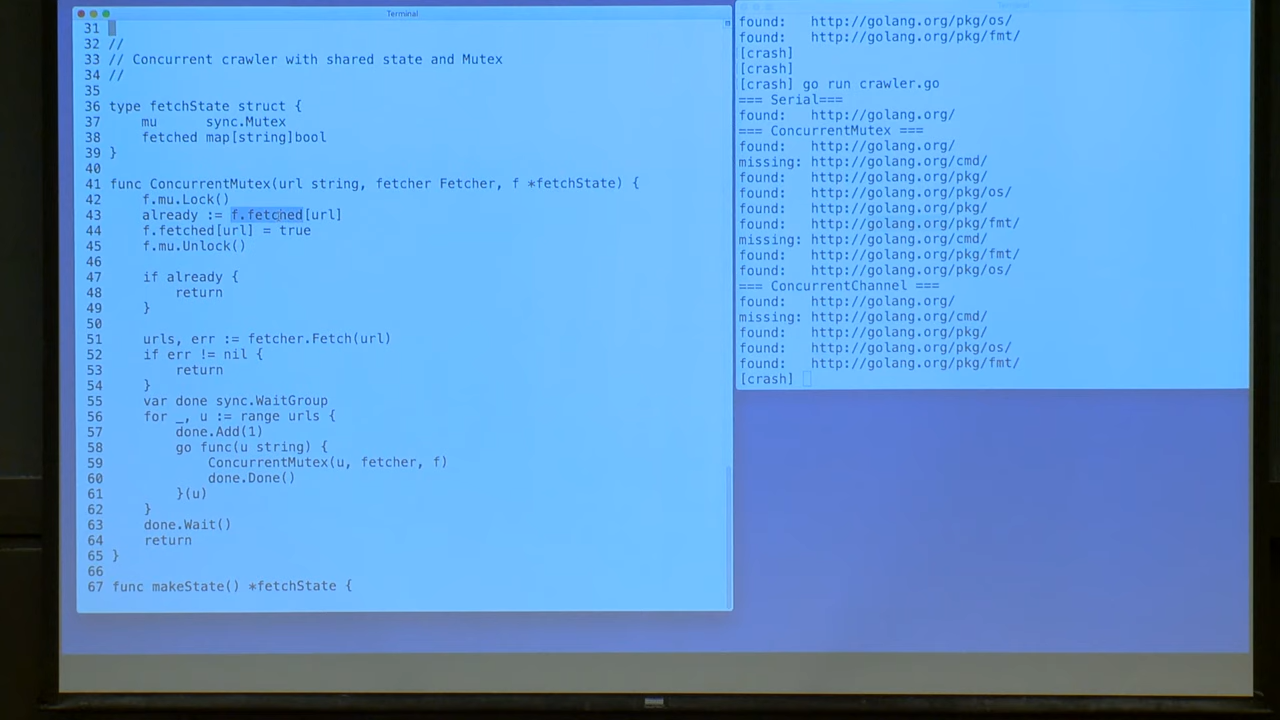 Terminal
31
32 //
33 // Concurrent crawler with shared state and Mutex
34 //
35
36 type fetchState struct {
37     mu      sync.Mutex
38     fetched map[string]bool
39 }
40
41 func ConcurrentMutex(url string, fetcher Fetcher, f *fetchState) {
42     f.mu.Lock()
43     already := f.fetched[url]
44     f.fetched[url] = true
45     f.mu.Unlock()
46
47     if already {
48         return
49     }
50
51     urls, err := fetcher.Fetch(url)
52     if err != nil {
53         return
54     }
55     var done sync.WaitGroup
56     for _, u := range urls {
57         done.Add(1)
58         go func(u string) {
59             ConcurrentMutex(u, fetcher, f)
60             done.Done()
61         }(u)
62     }
63     done.Wait()
64     return
65 }
66
67 func makeState() *fetchState {
Terminal
found:   http://golang.org/pkg/os/
found:   http://golang.org/pkg/fmt/
[crash]
[crash]
[crash] go run crawler.go
=== Serial===
found:   http://golang.org/
=== ConcurrentMutex ===
found:   http://golang.org/
missing: http://golang.org/cmd/
found:   http://golang.org/pkg/
found:   http://golang.org/pkg/os/
found:   http://golang.org/pkg/
found:   http://golang.org/pkg/fmt/
missing: http://golang.org/cmd/
found:   http://golang.org/pkg/fmt/
found:   http://golang.org/pkg/os/
=== ConcurrentChannel ===
found:   http://golang.org/
missing: http://golang.org/cmd/
found:   http://golang.org/pkg/
found:   http://golang.org/pkg/os/
found:   http://golang.org/pkg/fmt/
[crash]